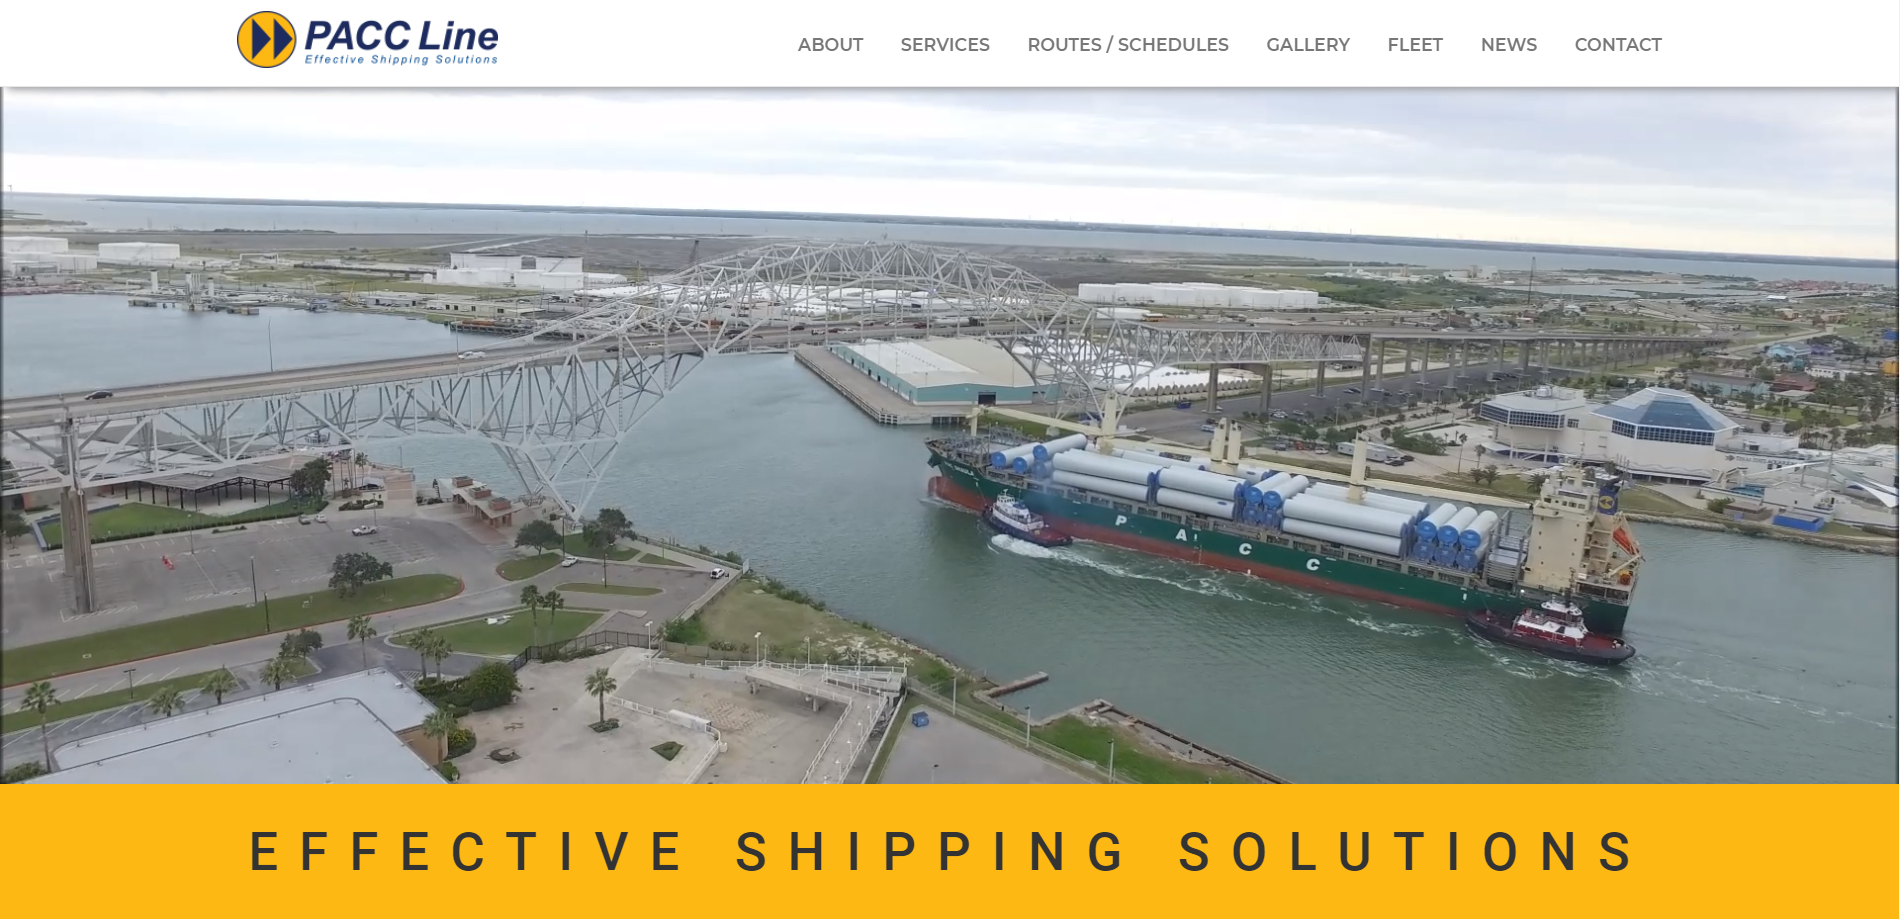 PACC Line
Effective Shipping Solutions
ABOUT SERVICES ROUTES / SCHEDULES GALLERY FLEET NEWS CONTACT
P A C C
EFFECTIVE SHIPPING SOLUTIONS